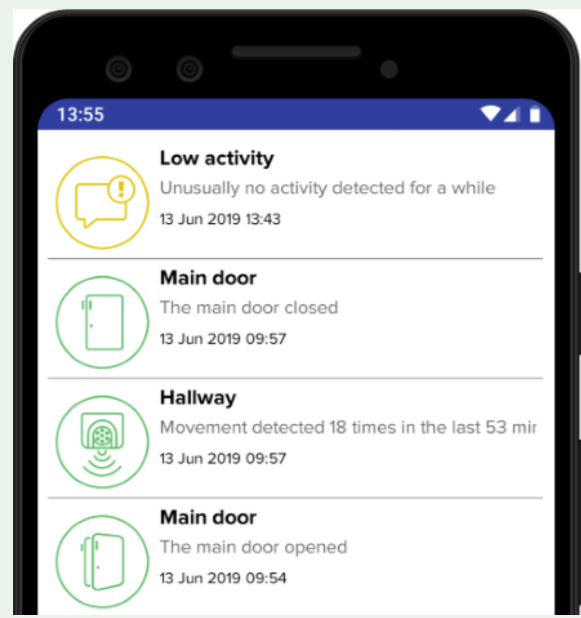 13:55
Low activity
Unusually no activity detected for a while
13 Jun 2019 13:43
Main door
The main door closed
13 Jun 2019 09:57
Hallway
Movement detected 18 times in the last 53 mir
13 Jun 2019 09:57
Main door
The main door opened
13 Jun 2019 09:54